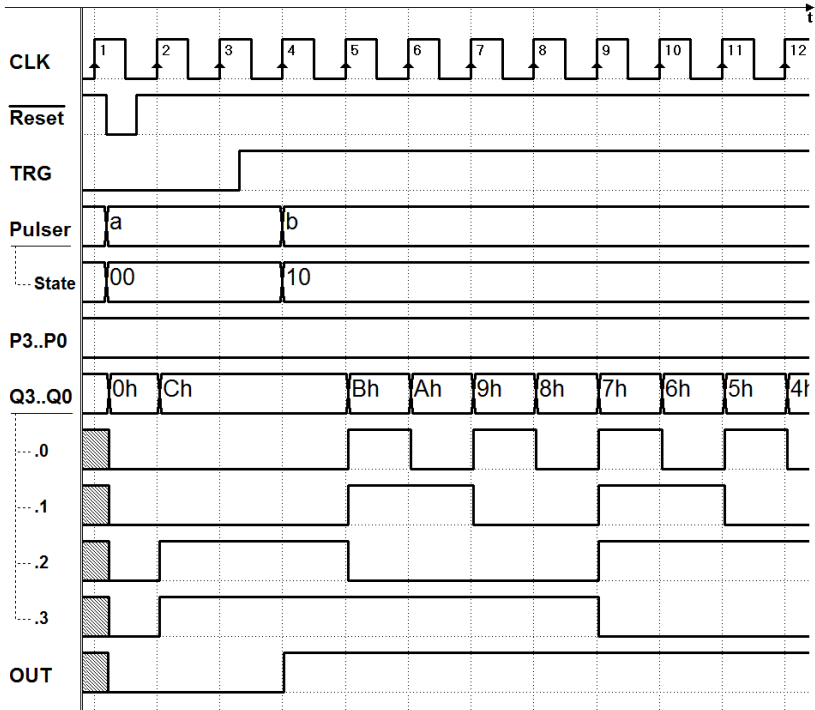 t
CLK 1 2 3 4 5 6 7 8 9 10 11 12
Reset
TRG
Pulser a b
State 00 10
P3..P0
Q3..Q0 0h Ch Bh Ah 9h 8h 7h 6h 5h 4h
.0
.1
.2
.3
OUT